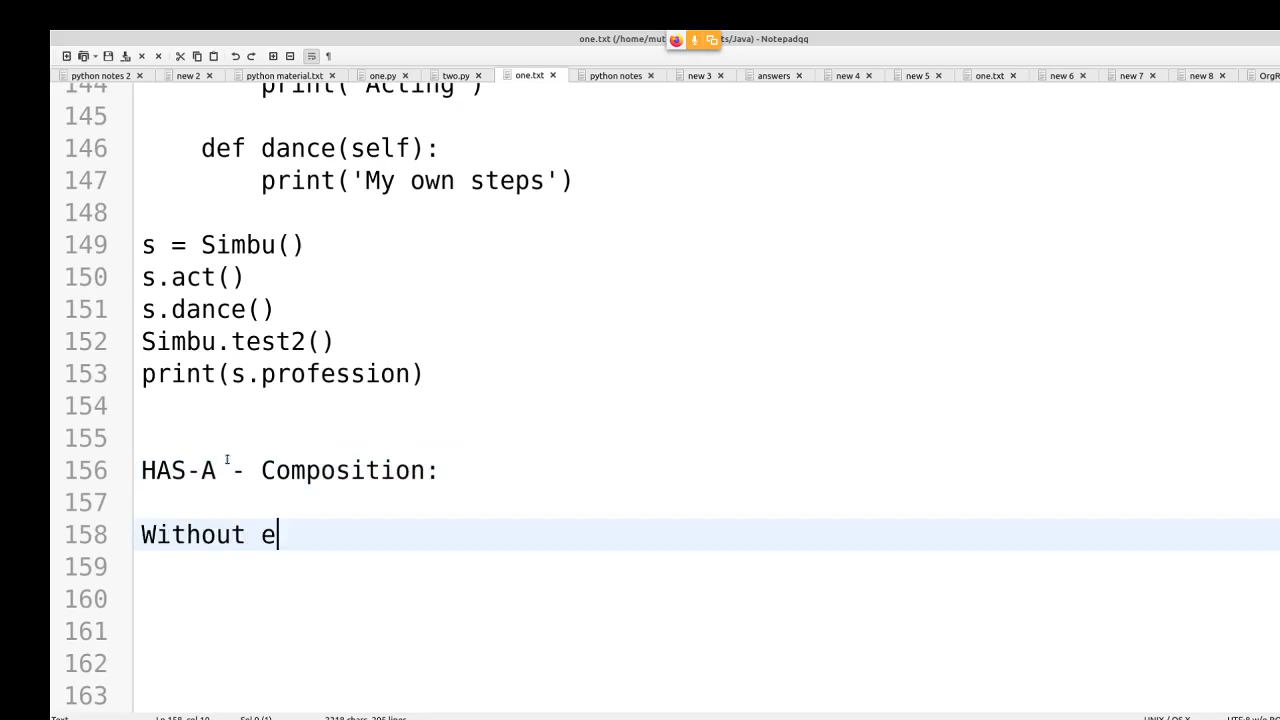 one.txt (/home/mut ts/Java) - Notepadqq
python notes 2 new 2 python material.txt one.py two.py one.txt python notes new 3 answers new 4 new 5 one.txt new 6 new 7 new 8 OrgR
144 print('Acting')
145
146 def dance(self):
147 print('My own steps')
148
149 s = Simbu()
150 s.act()
151 s.dance()
152 Simbu.test2()
153 print(s.profession)
154
155
156 HAS-A - Composition:
157
158 Without e
159
160
161
162
163